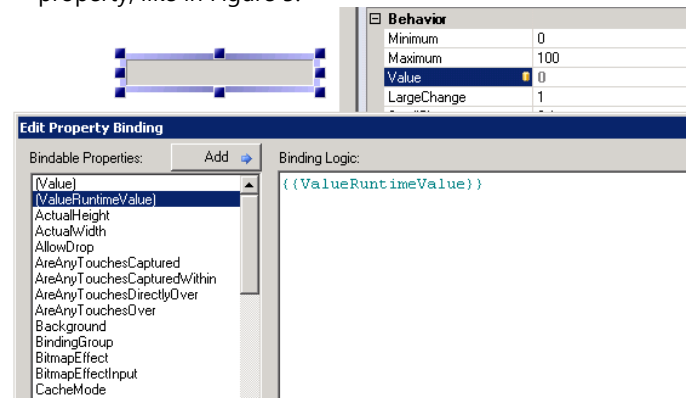 property, like in Figure 3.
Behavior
Minimum 0
Maximum 100
Value 0
LargeChange 1
Edit Property Binding
Bindable Properties: Add Binding Logic:
(Value)
(ValueRuntimeValue)
ActualHeight
ActualWidth
AllowDrop
AreAnyTouchesCaptured
AreAnyTouchesCapturedWithin
AreAnyTouchesDirectlyOver
AreAnyTouchesOver
Background
BindingGroup
BitmapEffect
BitmapEffectInput
CacheMode
{{ValueRuntimeValue}}